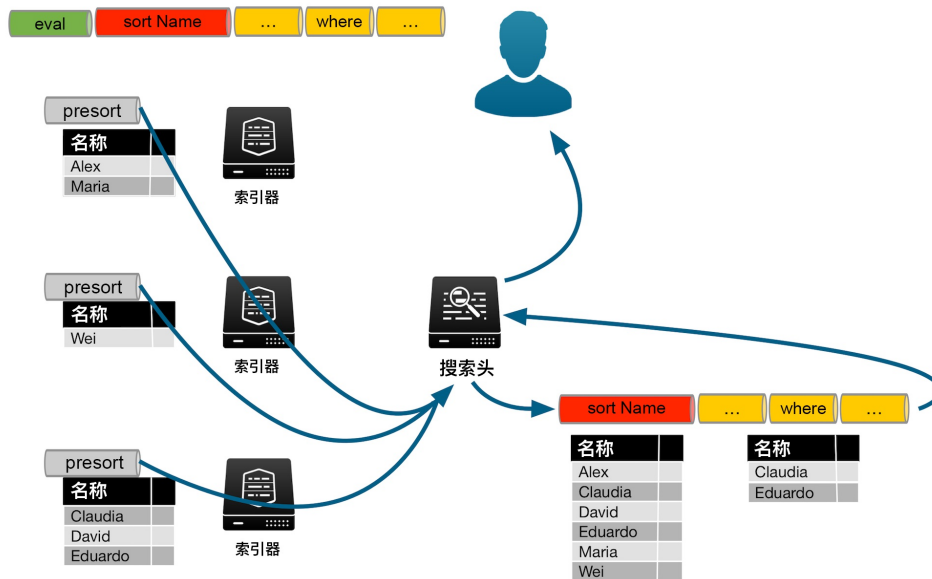 eval sort Name ... where ...
presort
名称
Alex
Maria
索引器
presort
名称
Wei
索引器
presort
名称
Claudia
David
Eduardo
索引器
搜索头
sort Name ... where ...
名称
Alex
Claudia
David
Eduardo
Maria
Wei
名称
Claudia
Eduardo